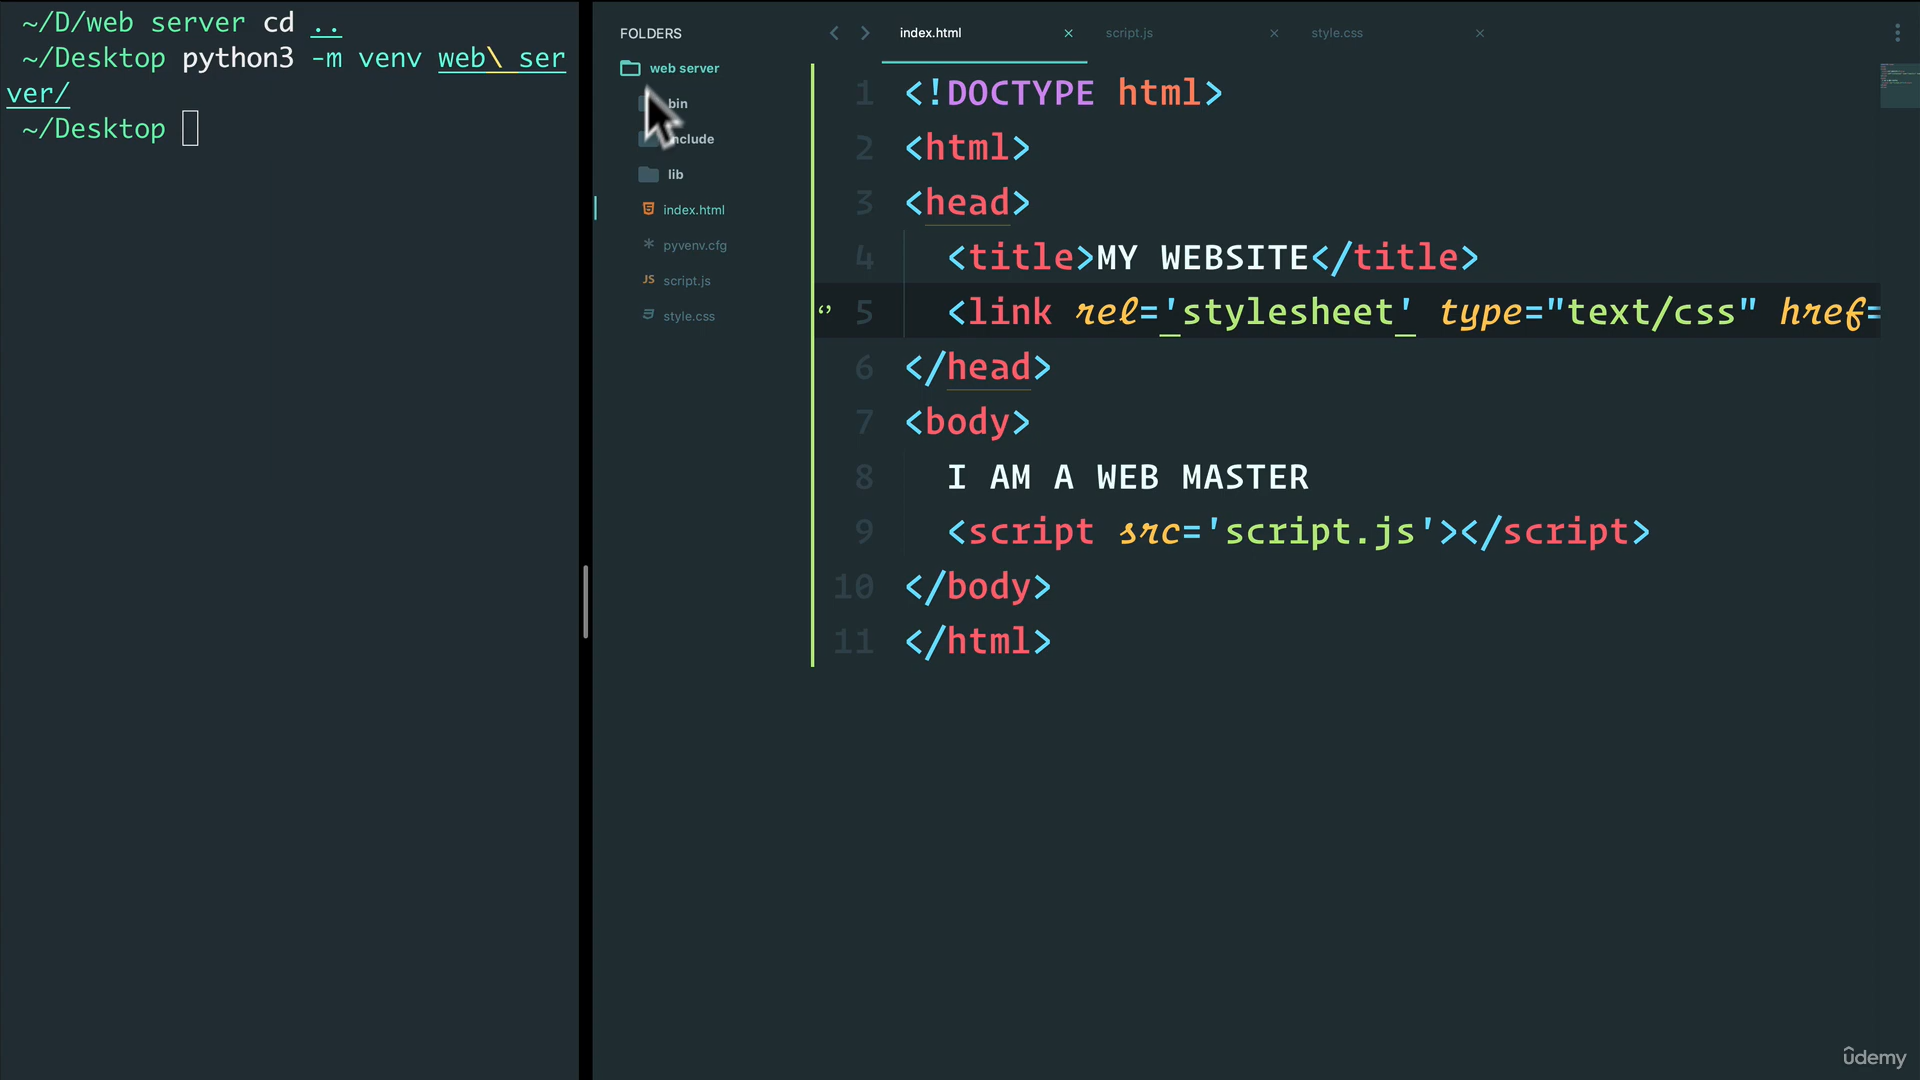 ~/D/web server cd ..
~/Desktop python3 -m venv web\ ser
ver/
~/Desktop
FOLDERS
web server
bin
include
lib
index.html
pyvenv.cfg
JS script.js
style.css
index.html × script.js × style.css ×
1 <!DOCTYPE html>
2 <html>
3 <head>
4 <title>MY WEBSITE</title>
5 <link rel='stylesheet' type="text/css" href=
6 </head>
7 <body>
8 I AM A WEB MASTER
9 <script src='script.js'></script>
10 </body>
11 </html>
ûdemy